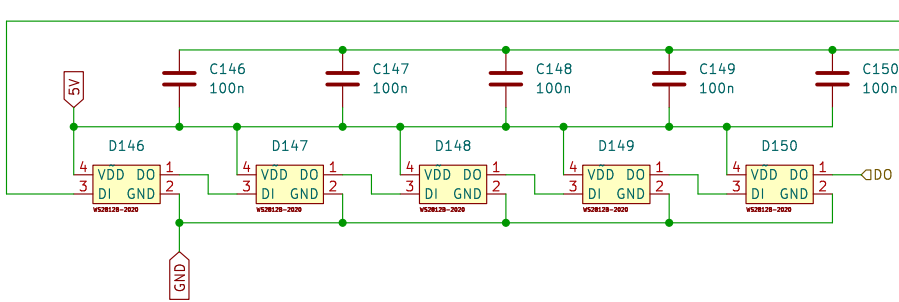 C146 C147 C148 C149 C150
100n 100n 100n 100n 100n
5V
D146 D147 D148 D149 D150
4 VDD DO 1 4 VDD DO 1 4 VDD DO 1 4 VDD DO 1 4 VDD DO 1 DO
3 DI GND 2 3 DI GND 2 3 DI GND 2 3 DI GND 2 3 DI GND 2
WS2812B-2020 WS2812B-2020 WS2812B-2020 WS2812B-2020 WS2812B-2020
GND